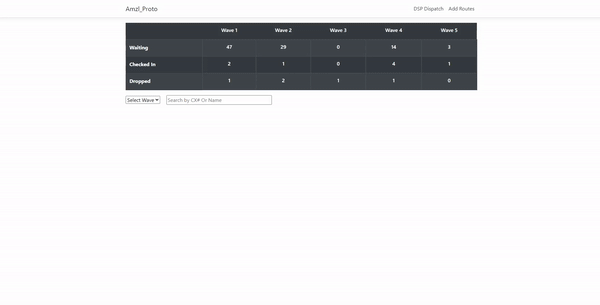 Amzl_Proto DSP Dispatch Add Routes
Wave 1 Wave 2 Wave 3 Wave 4 Wave 5
Waiting 47 29 0 14 3
Checked In 2 1 0 4 1
Dropped 1 2 1 1 0
Select Wave Search by CX# Or Name